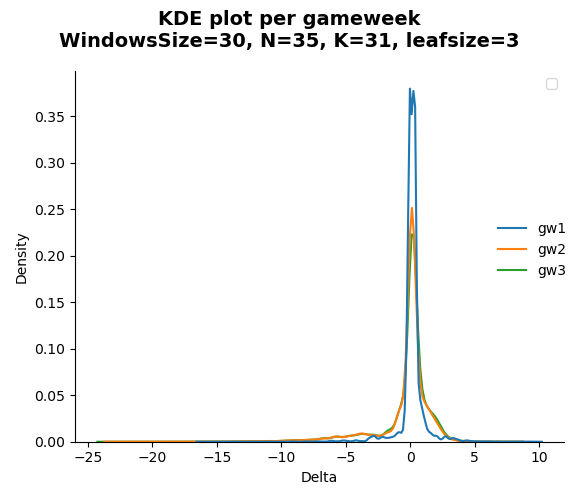 KDE plot per gameweek
WindowsSize=30, N=35, K=31, leafsize=3
0.35
0.30
0.25
0.20
0.15
0.10
0.05
0.00
Density
gw1
gw2
gw3
−25
−20
−15
−10
−5
0
5
10
Delta